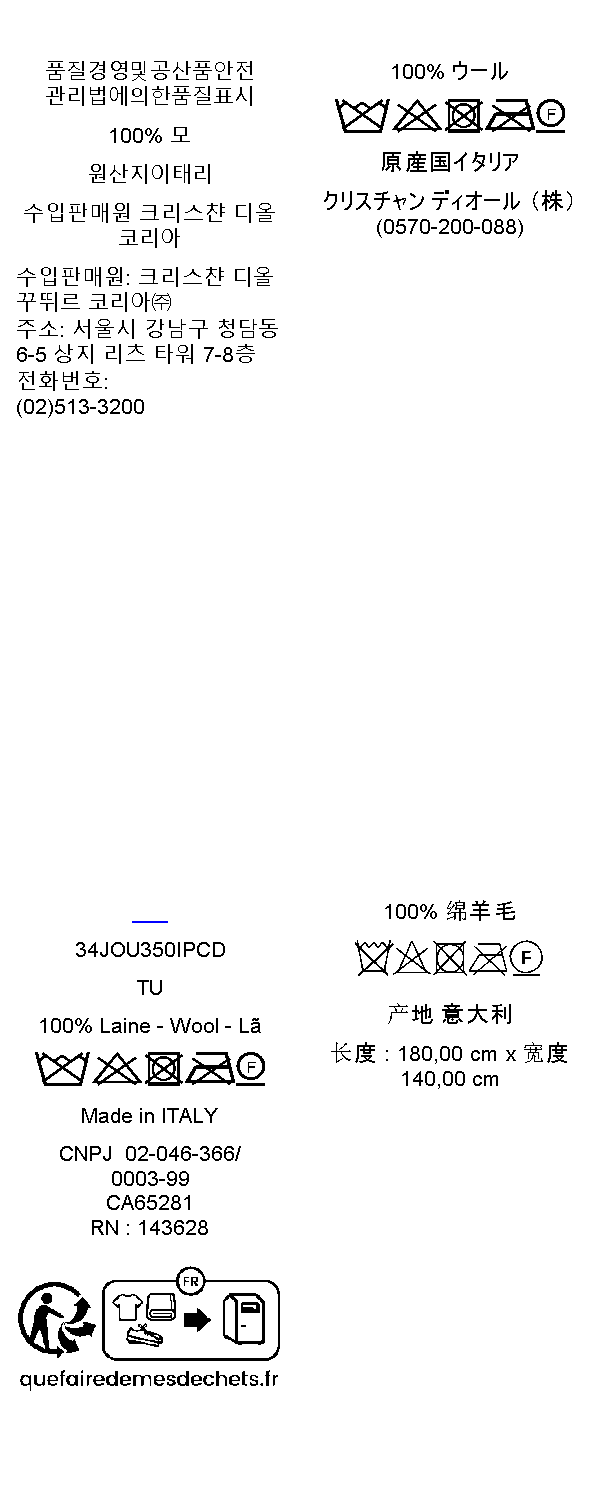 품질경영및공산품안전
관리법에의한품질표시
100% 모
원산지이태리
수입판매원 크리스챤 디올
코리아
수입판매원: 크리스챤 디올
꾸뛰르 코리아㈜
주소: 서울시 강남구 청담동
6-5 상지 리츠 타워 7-8층
전화번호:
(02)513-3200
100% ウール
F
原産国イタリア
クリスチャン ディオール（株）
(0570-200-088)
34JOU350IPCD
TU
100% Laine - Wool - Lã
F
Made in ITALY
CNPJ 02-046-366/
0003-99
CA65281
RN : 143628
FR
quefairedemesdechets.fr
100% 绵羊毛
F
产地 意大利
长度 : 180,00 cm x 宽度
140,00 cm